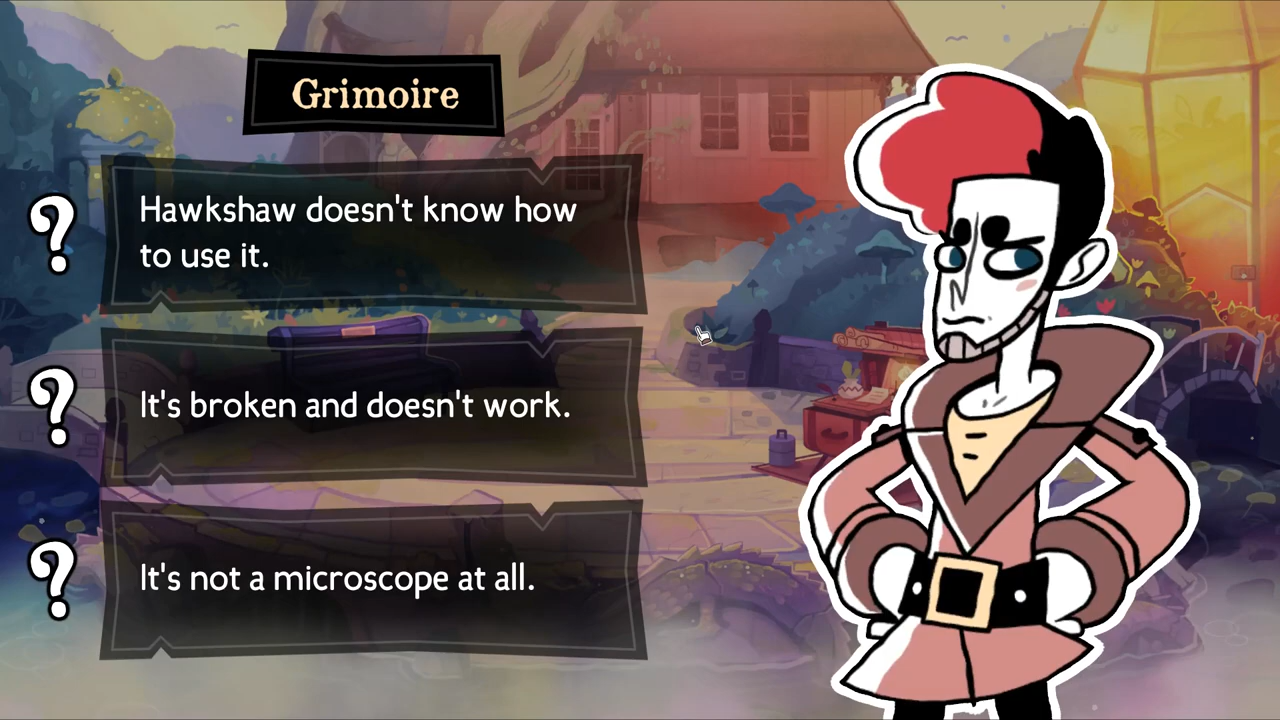 Grimoire
Hawkshaw doesn't know how
to use it.
It's broken and doesn't work.
It's not a microscope at all.